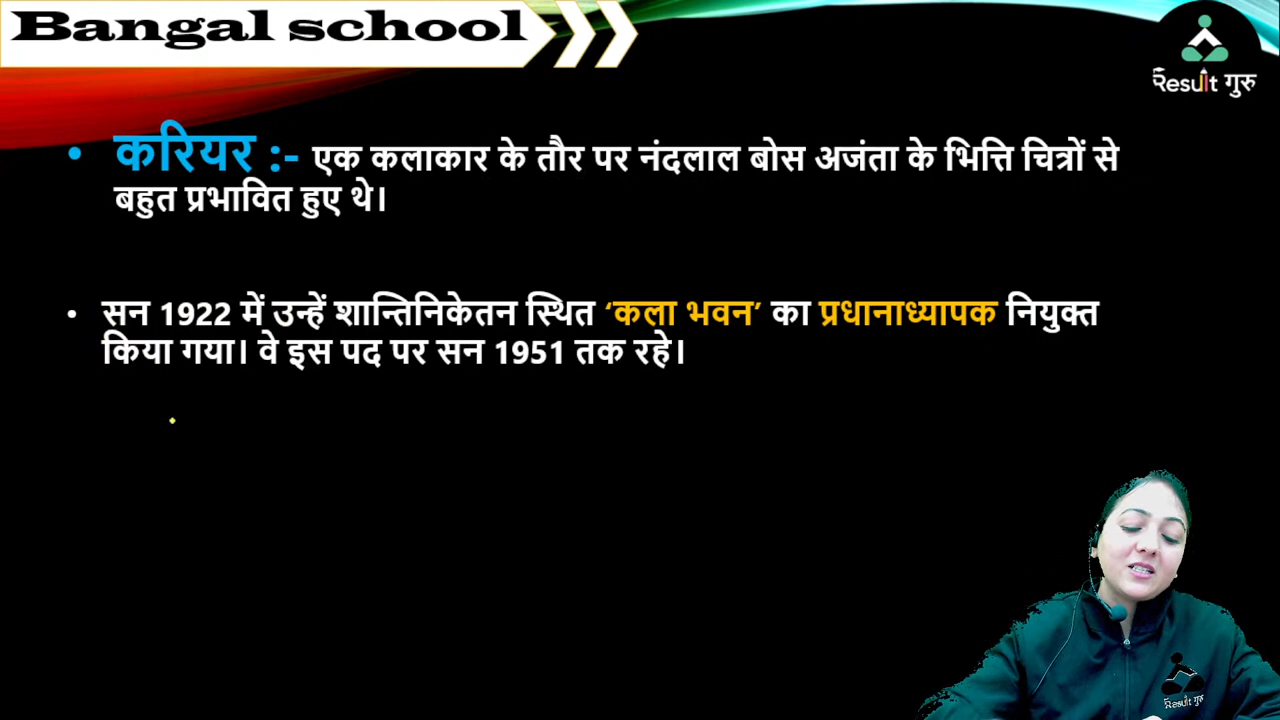 Bangal school
Result गुरु
करियर :- एक कलाकार के तौर पर नंदलाल बोस अजंता के भित्ति चित्रों से
बहुत प्रभावित हुए थे।
सन 1922 में उन्हें शान्तिनिकेतन स्थित ‘कला भवन’ का प्रधानाध्यापक नियुक्त
किया गया। वे इस पद पर सन 1951 तक रहे।
Result गुरु